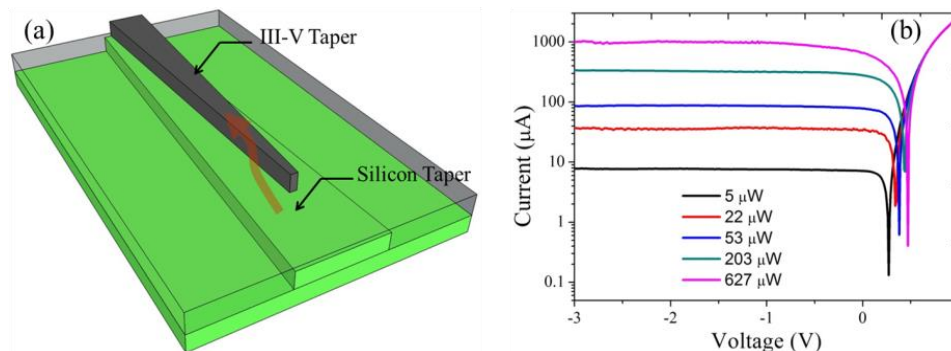 (a)
III-V Taper
Silicon Taper
(b)
Current (μA)
1000
100
10
1
0.1
5 μW
22 μW
53 μW
203 μW
627 μW
-3
-2
-1
0
Voltage (V)